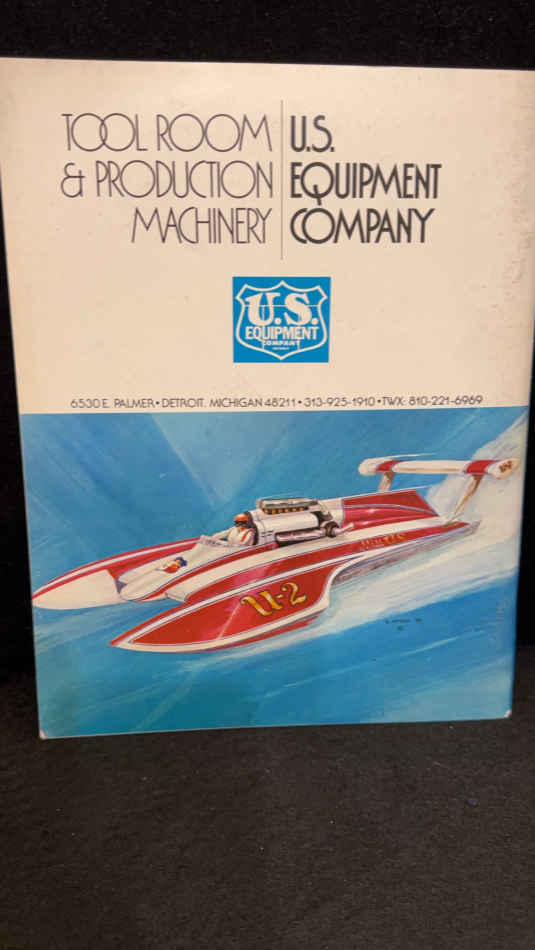 TOOL ROOM
& PRODUCTION
MACHINERY
U.S.
EQUIPMENT
COMPANY
U.S.
EQUIPMENT
COMPANY
6530 E. PALMER • DETROIT, MICHIGAN 48211 • 313-925-1910 • TWX: 810-221-6969
W
U-2